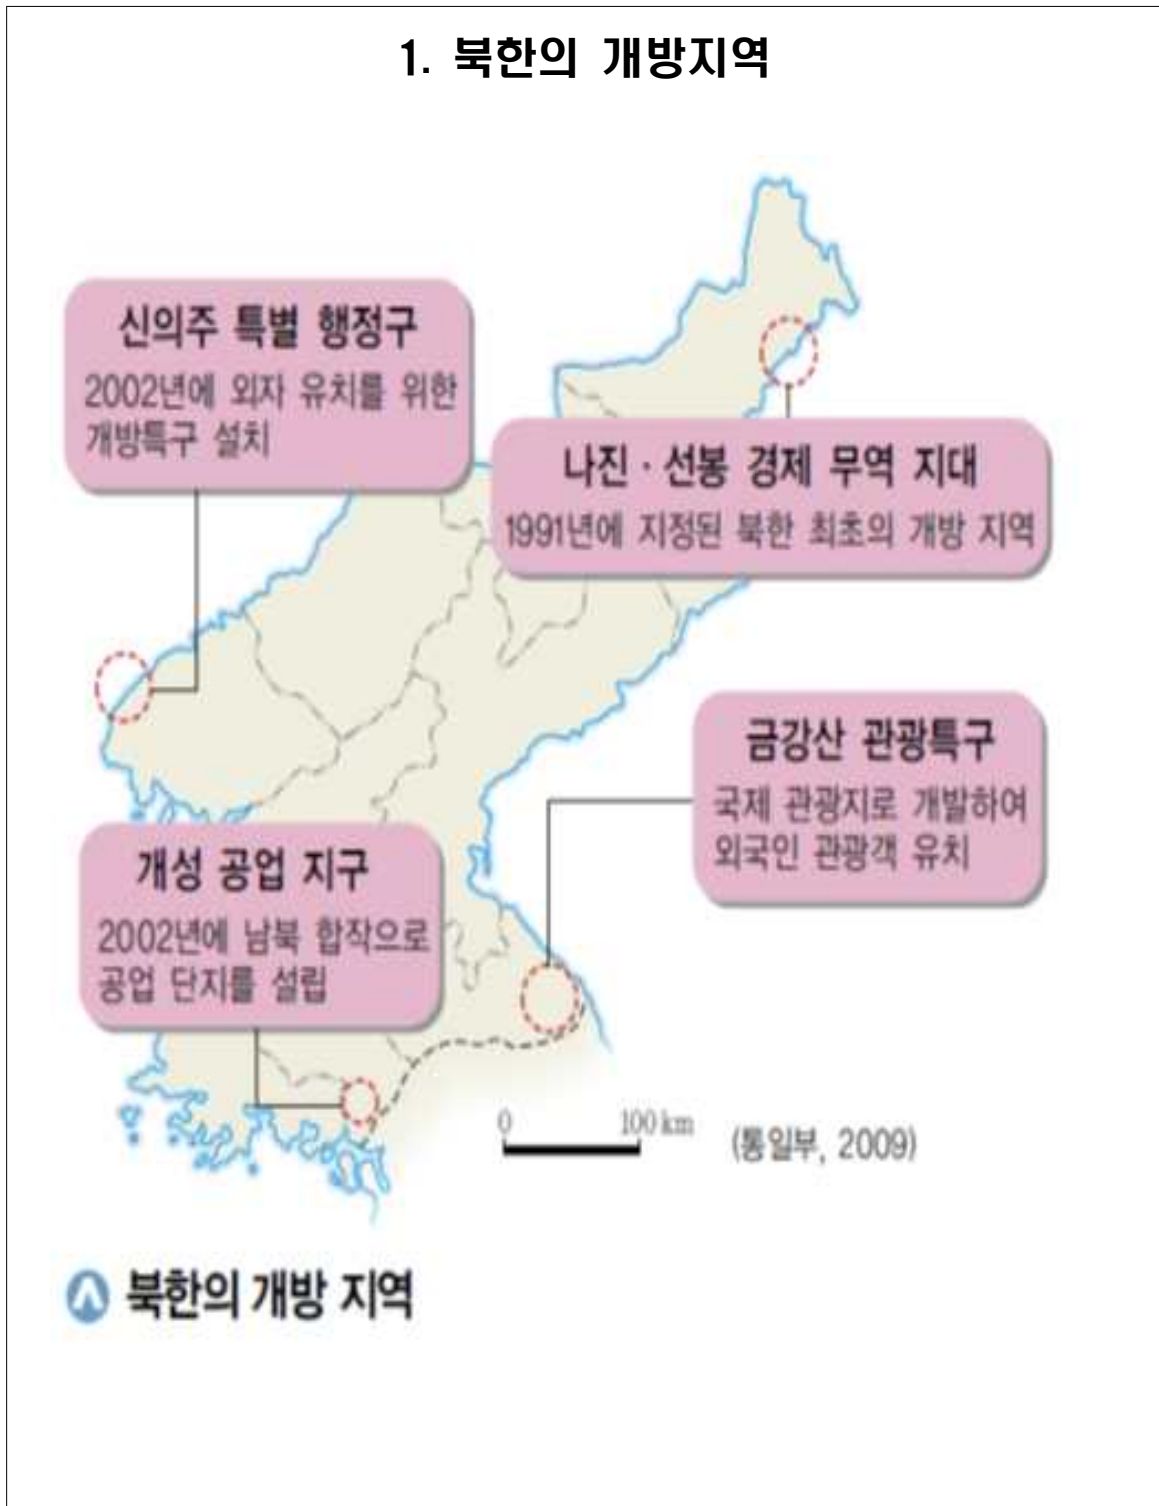 1. 북한의 개방지역
신의주 특별 행정구
2002년에 외자 유치를 위한
개방특구 설치
나진·선봉 경제 무역 지대
1991년에 지정된 북한 최초의 개방 지역
금강산 관광특구
국제 관광지로 개발하여
외국인 관광객 유치
개성 공업 지구
2002년에 남북 합작으로
공업 단지를 설립
0 100 km
(통일부, 2009)
북한의 개방 지역